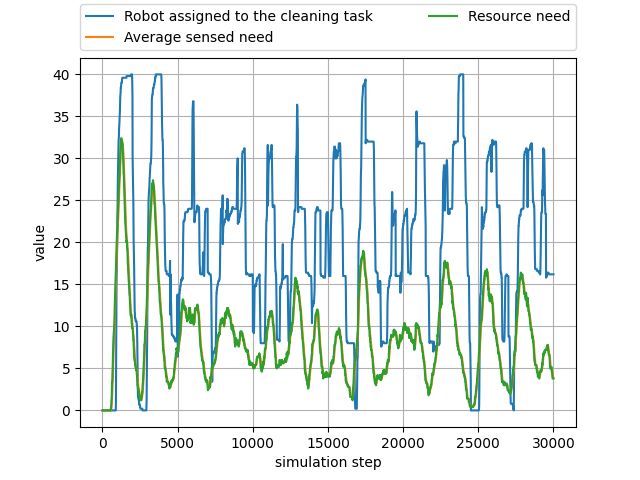 Robot assigned to the cleaning task
Average sensed need
Resource need
40
35
30
25
20
15
10
5
0
value
0 5000 10000 15000 20000 25000 30000
simulation step